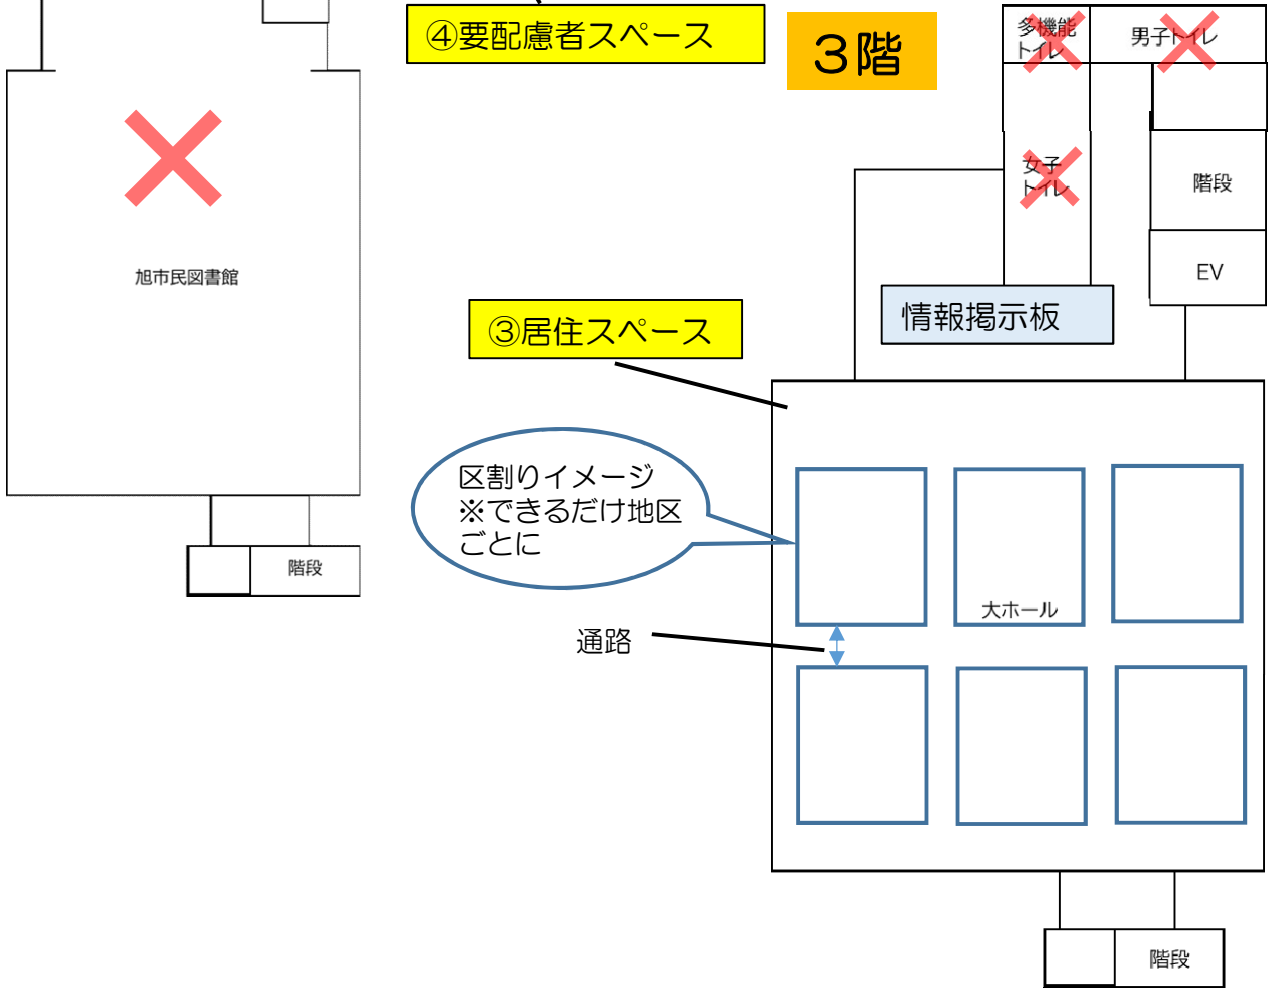 ④要配慮者スペース
3階
多機能
トイレ
男子トイレ
女子
トイレ
階段
EV
旭市民図書館
情報掲示板
③居住スペース
区割りイメージ
※できるだけ地区
ごとに
階段
大ホール
通路
階段